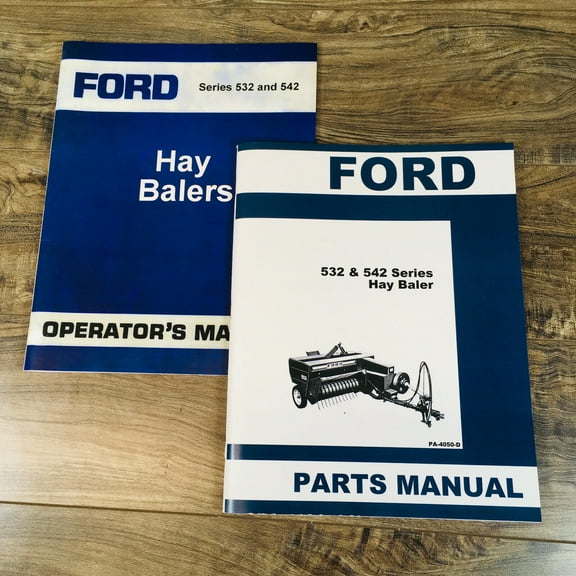 FORD Series 532 and 542
Hay
Balers
OPERATOR'S MA
FORD
532 & 542 Series
Hay Baler
PA-4050-D
PARTS MANUAL